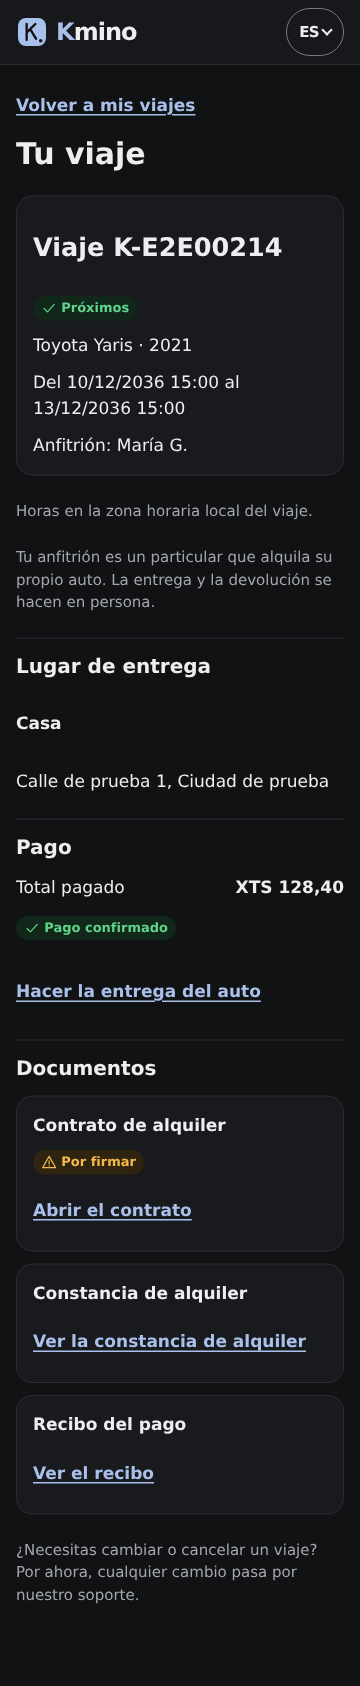 K. Kmino
ES
Volver a mis viajes
Tu viaje
Viaje K-E2E00214
Próximos
Toyota Yaris · 2021
Del 10/12/2036 15:00 al
13/12/2036 15:00
Anfitrión: María G.
Horas en la zona horaria local del viaje.
Tu anfitrión es un particular que alquila su
propio auto. La entrega y la devolución se
hacen en persona.
Lugar de entrega
Casa
Calle de prueba 1, Ciudad de prueba
Pago
Total pagado XTS 128,40
Pago confirmado
Hacer la entrega del auto
Documentos
Contrato de alquiler
Por firmar
Abrir el contrato
Constancia de alquiler
Ver la constancia de alquiler
Recibo del pago
Ver el recibo
¿Necesitas cambiar o cancelar un viaje?
Por ahora, cualquier cambio pasa por
nuestro soporte.